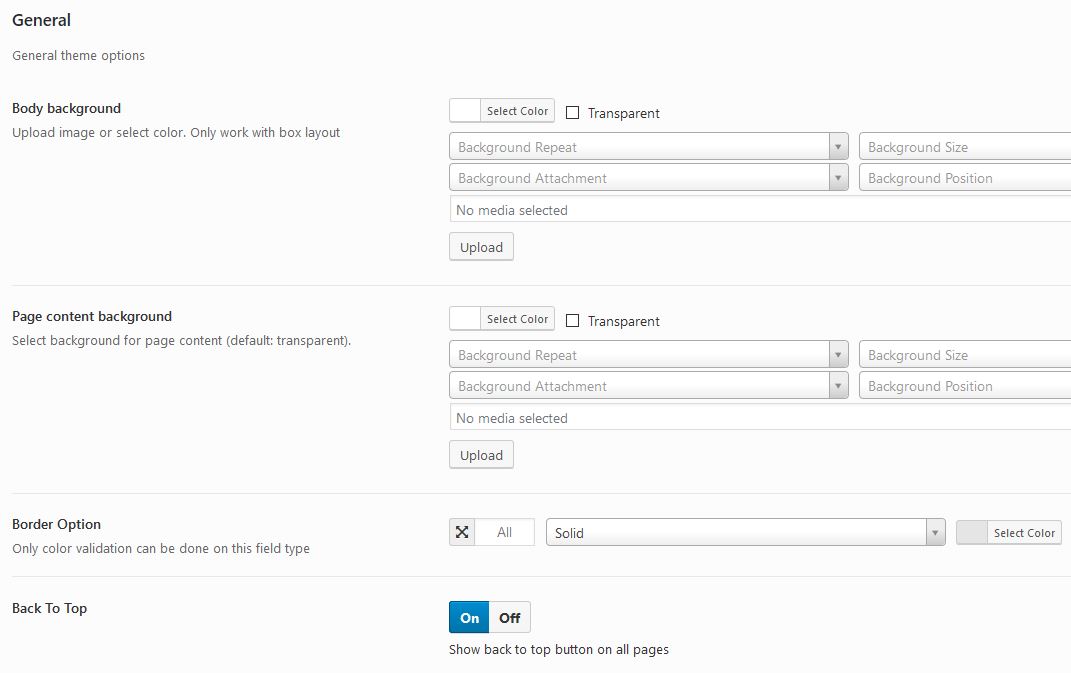 General
General theme options
Body background
Upload image or select color. Only work with box layout
Select Color Transparent
Background Repeat Background Size
Background Attachment Background Position
No media selected
Upload
Page content background
Select background for page content (default: transparent).
Select Color Transparent
Background Repeat Background Size
Background Attachment Background Position
No media selected
Upload
Border Option
Only color validation can be done on this field type
All Solid Select Color
Back To Top
On Off
Show back to top button on all pages